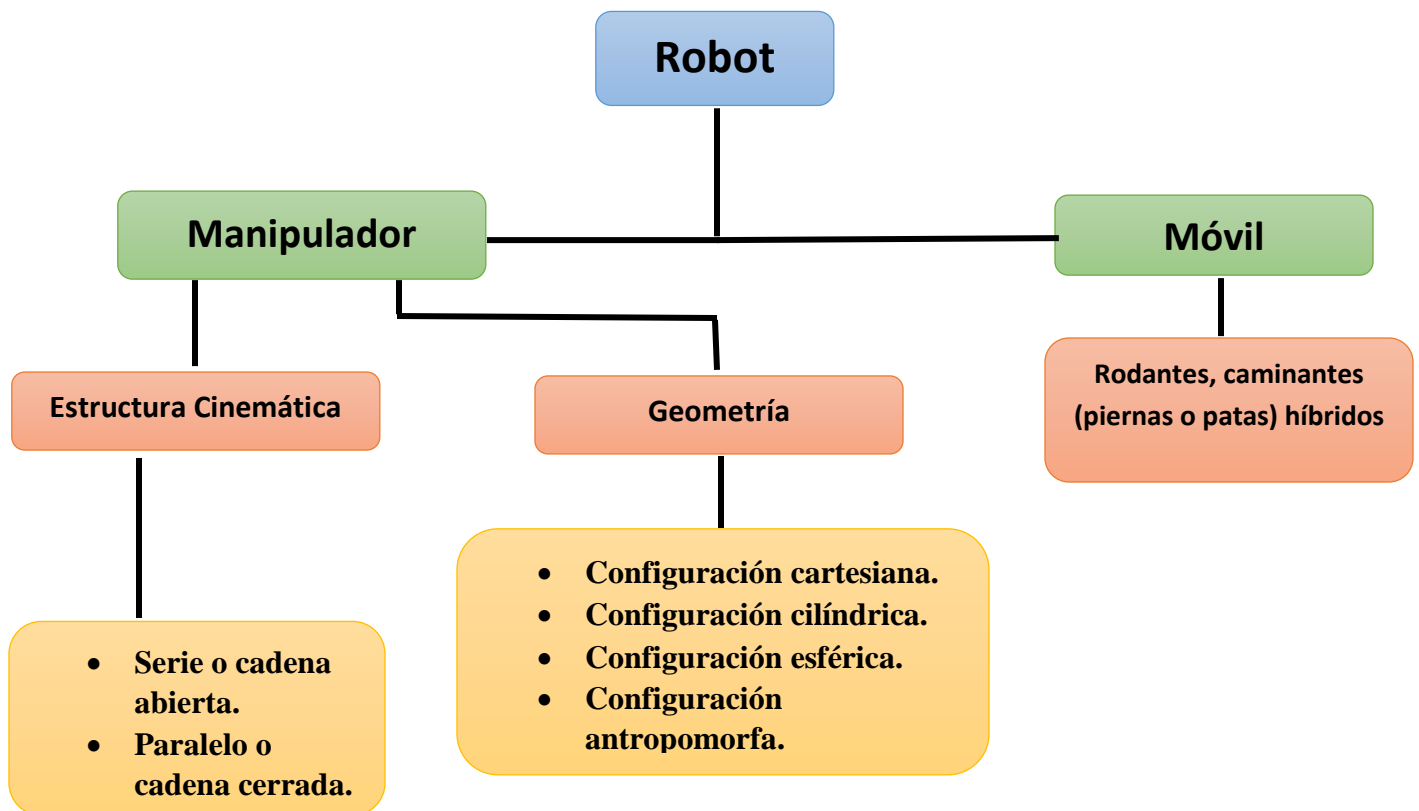 Robot
Manipulador
Móvil
Estructura Cinemática
Geometría
Rodantes, caminantes
(piernas o patas) híbridos
• Serie o cadena
abierta.
• Paralelo o
cadena cerrada.
• Configuración cartesiana.
• Configuración cilíndrica.
• Configuración esférica.
• Configuración
antropomorfa.